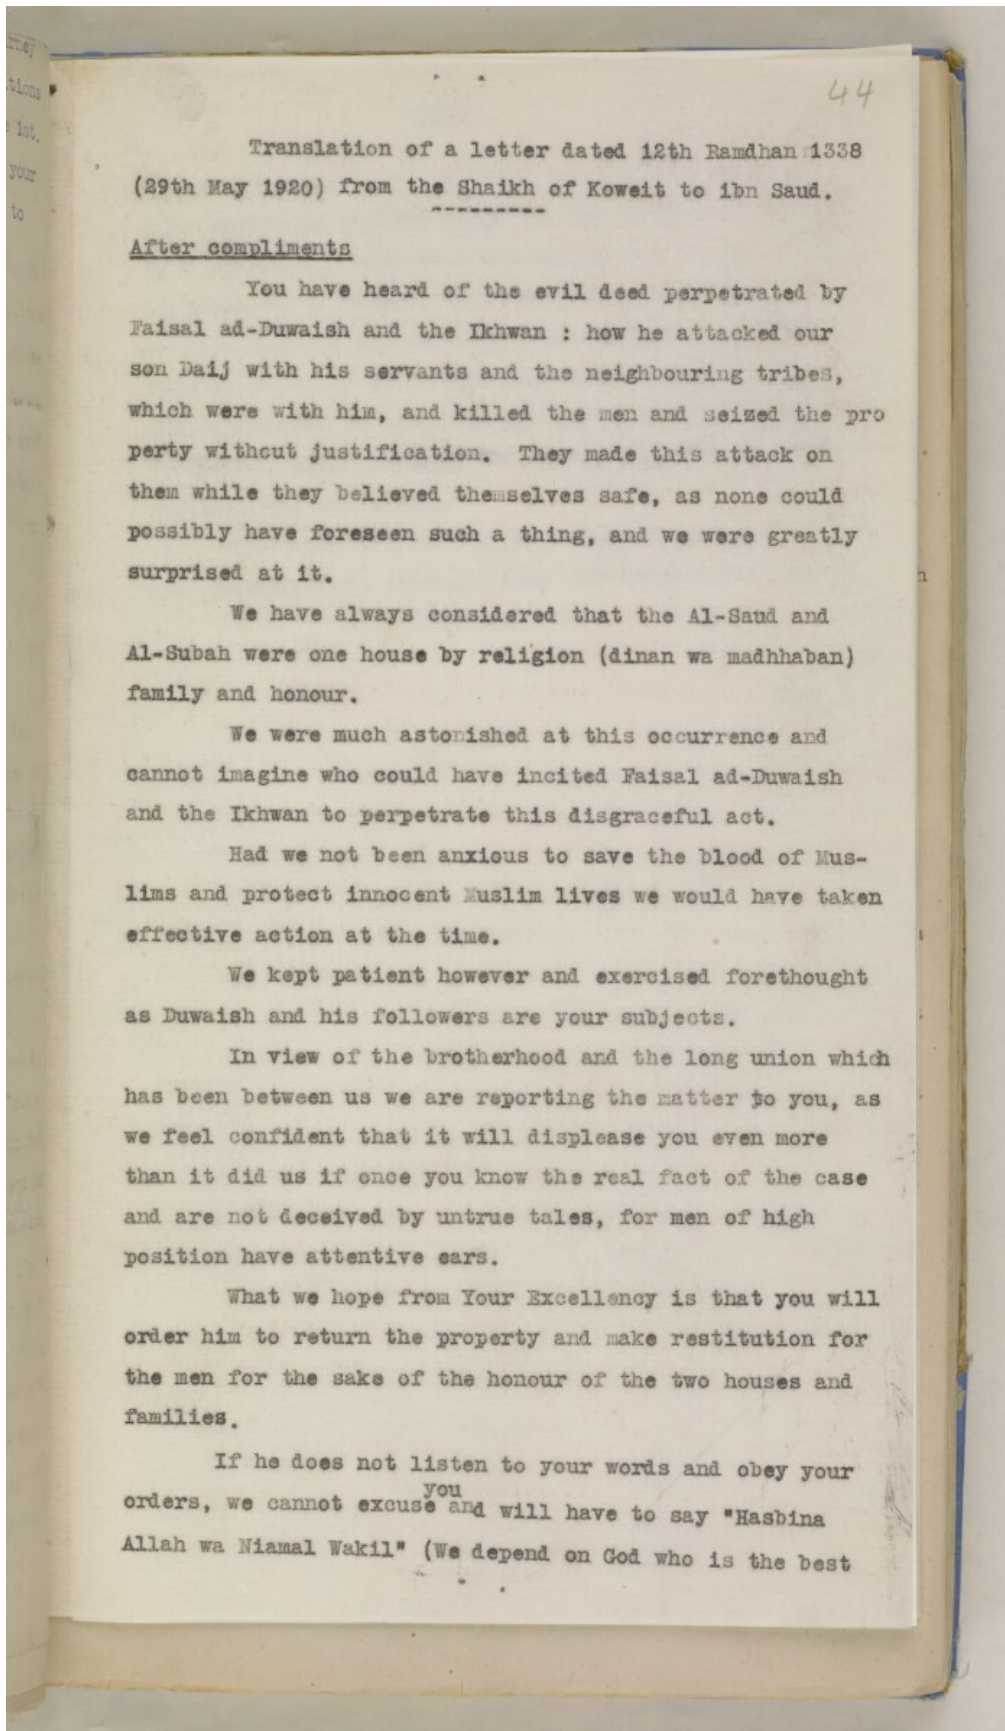 44
Translation of a letter dated 12th Ramdhan 1338
(29th May 1920) from the Shaikh of Koweit to ibn Saud.
---------
After compliments
You have heard of the evil deed perpetrated by
Faisal ad-Duwaish and the Ikhwan : how he attacked our
son Daij with his servants and the neighbouring tribes,
which were with him, and killed the men and seized the pro
perty without justification. They made this attack on
them while they believed themselves safe, as none could
possibly have foreseen such a thing, and we were greatly
surprised at it.
We have always considered that the Al-Saud and
Al-Subah were one house by religion (dinan wa madhhaban)
family and honour.
We were much astonished at this occurrence and
cannot imagine who could have incited Faisal ad-Duwaish
and the Ikhwan to perpetrate this disgraceful act.
Had we not been anxious to save the blood of Mus-
lims and protect innocent Muslim lives we would have taken
effective action at the time.
We kept patient however and exercised forethought
as Duwaish and his followers are your subjects.
In view of the brotherhood and the long union which
has been between us we are reporting the matter to you, as
we feel confident that it will displease you even more
than it did us if once you know the real fact of the case
and are not deceived by untrue tales, for men of high
position have attentive ears.
What we hope from Your Excellency is that you will
order him to return the property and make restitution for
the men for the sake of the honour of the two houses and
families.
If he does not listen to your words and obey your
you
orders, we cannot excuse and will have to say "Hasbina
Allah wa Niamal Wakil" (We depend on God who is the best
tions
1st.
your
to